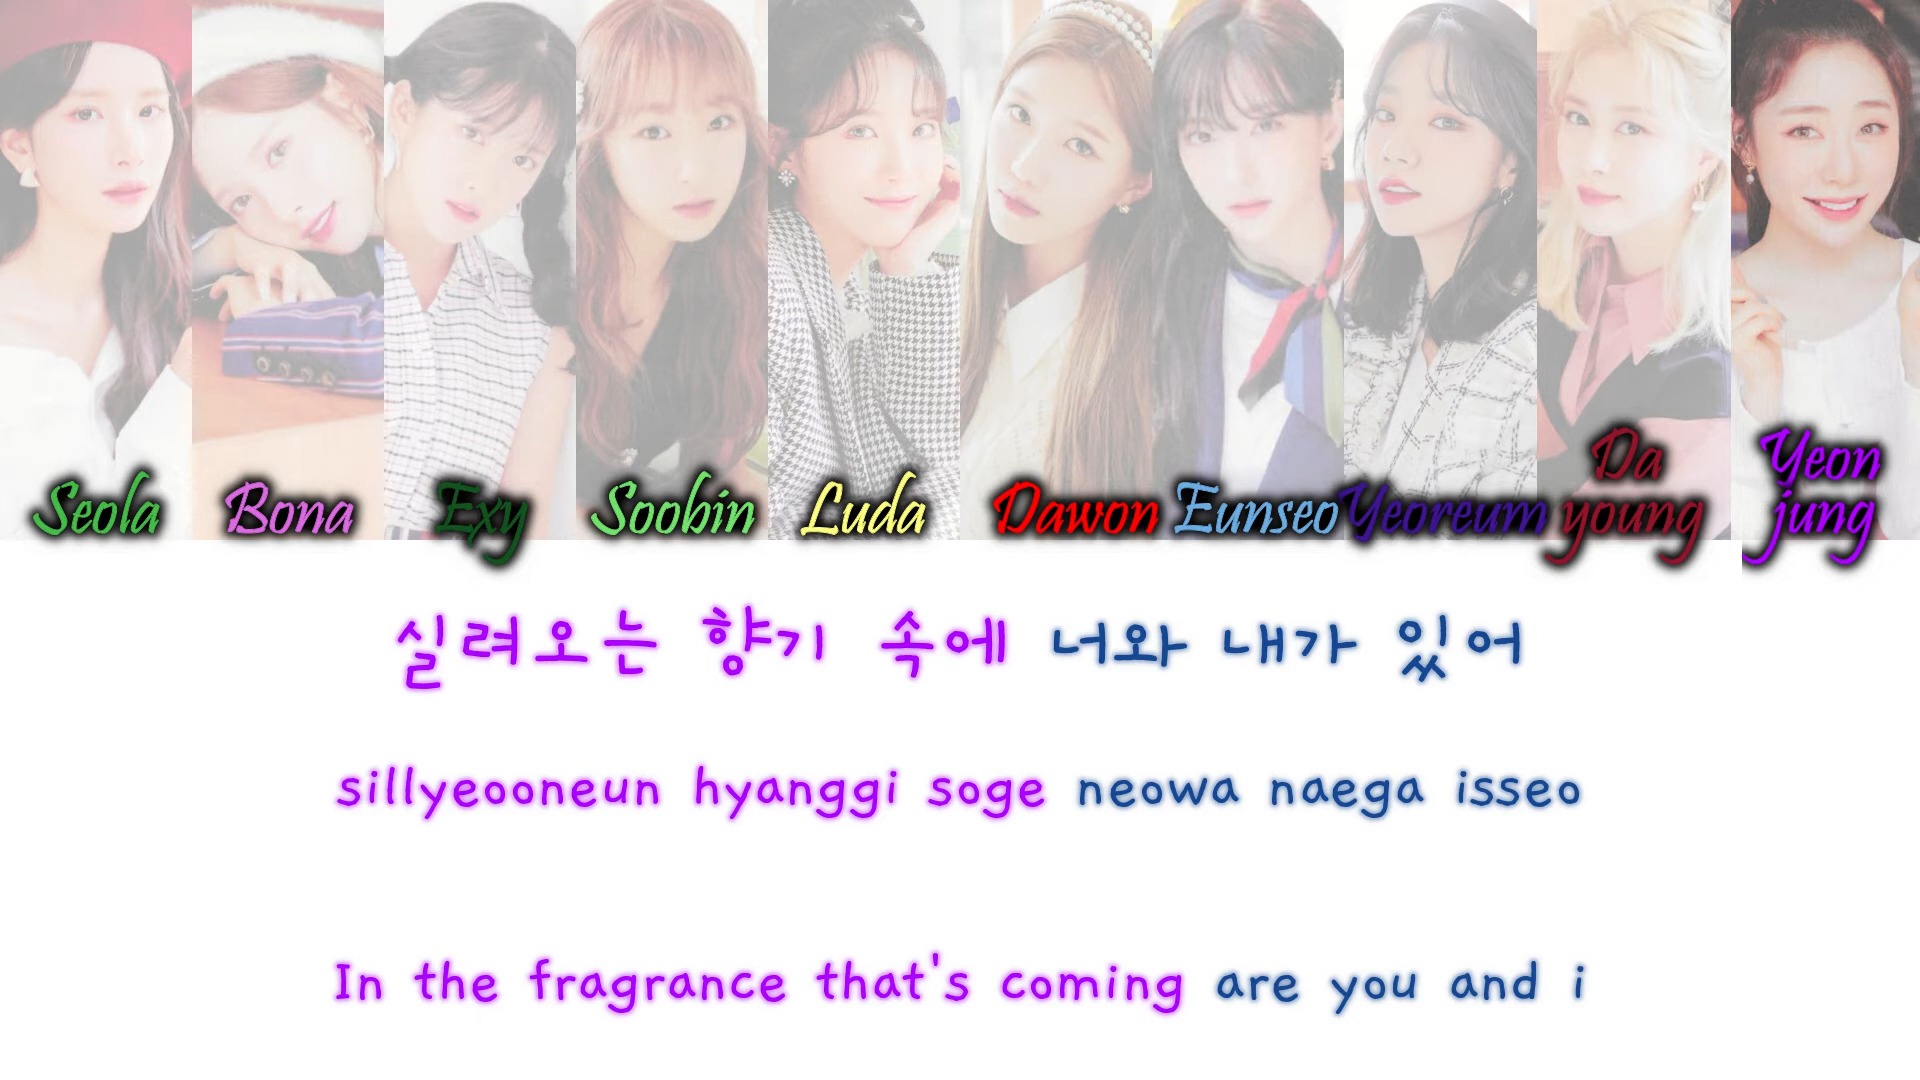 Seola Bona Exy Soobin Luda Dawon Eunseo Yeoreum Da young Yeon jung
실려오는 향기 속에 너와 내가 있어
sillyeooneun hyanggi soge neowa naega isseo
In the fragrance that's coming are you and i